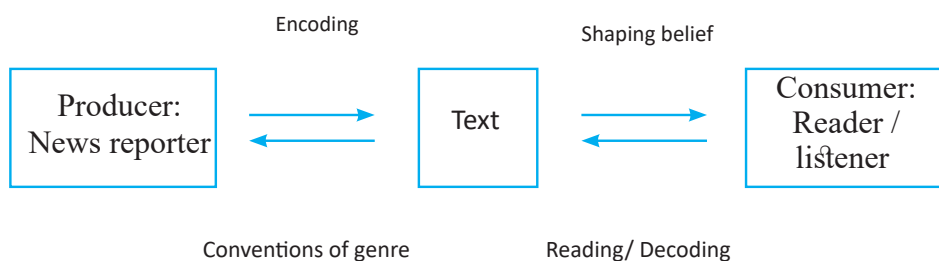 Encoding
Shaping belief
Producer:
News reporter
Text
Consumer:
Reader /
listener
Conventions of genre
Reading/ Decoding